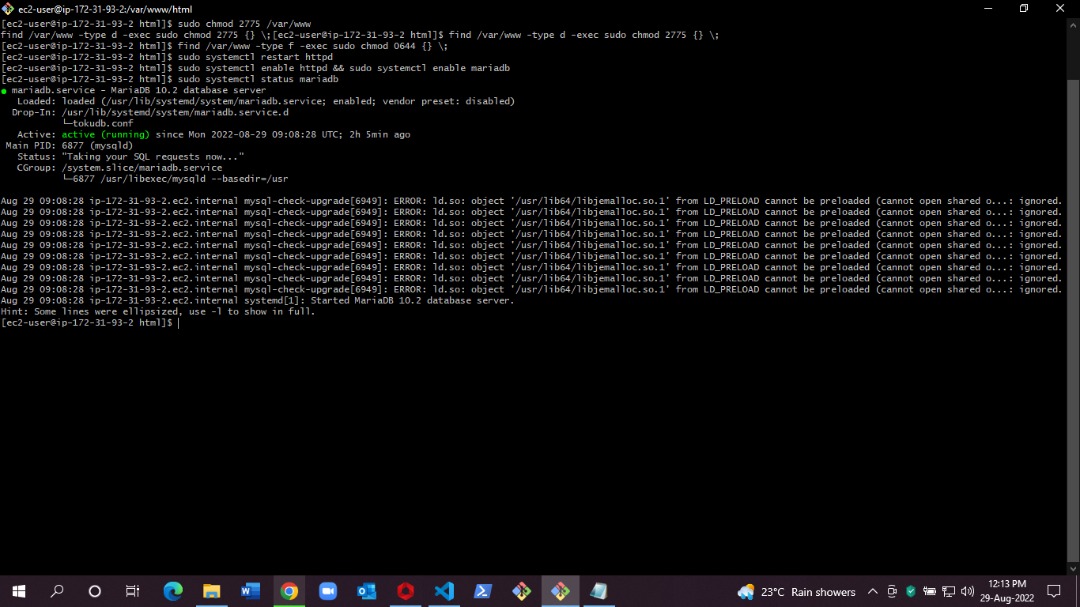 ec2-user@ip-172-31-93-2:/var/www/html
[ec2-user@ip-172-31-93-2 html]$ sudo chmod 2775 /var/www
find /var/www -type d -exec sudo chmod 2775 {} \;[ec2-user@ip-172-31-93-2 html]$ find /var/www -type d -exec sudo chmod 2775 {} \;
[ec2-user@ip-172-31-93-2 html]$ find /var/www -type f -exec sudo chmod 0644 {} \;
[ec2-user@ip-172-31-93-2 html]$ sudo systemctl restart httpd
[ec2-user@ip-172-31-93-2 html]$ sudo systemctl enable httpd && sudo systemctl enable mariadb
[ec2-user@ip-172-31-93-2 html]$ sudo systemctl status mariadb
● mariadb.service - MariaDB 10.2 database server
Loaded: loaded (/usr/lib/systemd/system/mariadb.service; enabled; vendor preset: disabled)
Drop-In: /usr/lib/systemd/system/mariadb.service.d
└─tokudb.conf
Active: active (running) since Mon 2022-08-29 09:08:28 UTC; 2h 5min ago
Main PID: 6877 (mysqld)
Status: "Taking your SQL requests now..."
CGroup: /system.slice/mariadb.service
└─6877 /usr/libexec/mysqld --basedir=/usr
Aug 29 09:08:28 ip-172-31-93-2.ec2.internal mysql-check-upgrade[6949]: ERROR: ld.so: object '/usr/lib64/libjemalloc.so.1' from LD_PRELOAD cannot be preloaded (cannot open shared o...: ignored.
Aug 29 09:08:28 ip-172-31-93-2.ec2.internal mysql-check-upgrade[6949]: ERROR: ld.so: object '/usr/lib64/libjemalloc.so.1' from LD_PRELOAD cannot be preloaded (cannot open shared o...: ignored.
Aug 29 09:08:28 ip-172-31-93-2.ec2.internal mysql-check-upgrade[6949]: ERROR: ld.so: object '/usr/lib64/libjemalloc.so.1' from LD_PRELOAD cannot be preloaded (cannot open shared o...: ignored.
Aug 29 09:08:28 ip-172-31-93-2.ec2.internal mysql-check-upgrade[6949]: ERROR: ld.so: object '/usr/lib64/libjemalloc.so.1' from LD_PRELOAD cannot be preloaded (cannot open shared o...: ignored.
Aug 29 09:08:28 ip-172-31-93-2.ec2.internal mysql-check-upgrade[6949]: ERROR: ld.so: object '/usr/lib64/libjemalloc.so.1' from LD_PRELOAD cannot be preloaded (cannot open shared o...: ignored.
Aug 29 09:08:28 ip-172-31-93-2.ec2.internal mysql-check-upgrade[6949]: ERROR: ld.so: object '/usr/lib64/libjemalloc.so.1' from LD_PRELOAD cannot be preloaded (cannot open shared o...: ignored.
Aug 29 09:08:28 ip-172-31-93-2.ec2.internal mysql-check-upgrade[6949]: ERROR: ld.so: object '/usr/lib64/libjemalloc.so.1' from LD_PRELOAD cannot be preloaded (cannot open shared o...: ignored.
Aug 29 09:08:28 ip-172-31-93-2.ec2.internal mysql-check-upgrade[6949]: ERROR: ld.so: object '/usr/lib64/libjemalloc.so.1' from LD_PRELOAD cannot be preloaded (cannot open shared o...: ignored.
Aug 29 09:08:28 ip-172-31-93-2.ec2.internal mysql-check-upgrade[6949]: ERROR: ld.so: object '/usr/lib64/libjemalloc.so.1' from LD_PRELOAD cannot be preloaded (cannot open shared o...: ignored.
Aug 29 09:08:28 ip-172-31-93-2.ec2.internal systemd[1]: Started MariaDB 10.2 database server.
Hint: Some lines were ellipsized, use -l to show in full.
[ec2-user@ip-172-31-93-2 html]$
23°C Rain showers
12:13 PM
29-Aug-2022